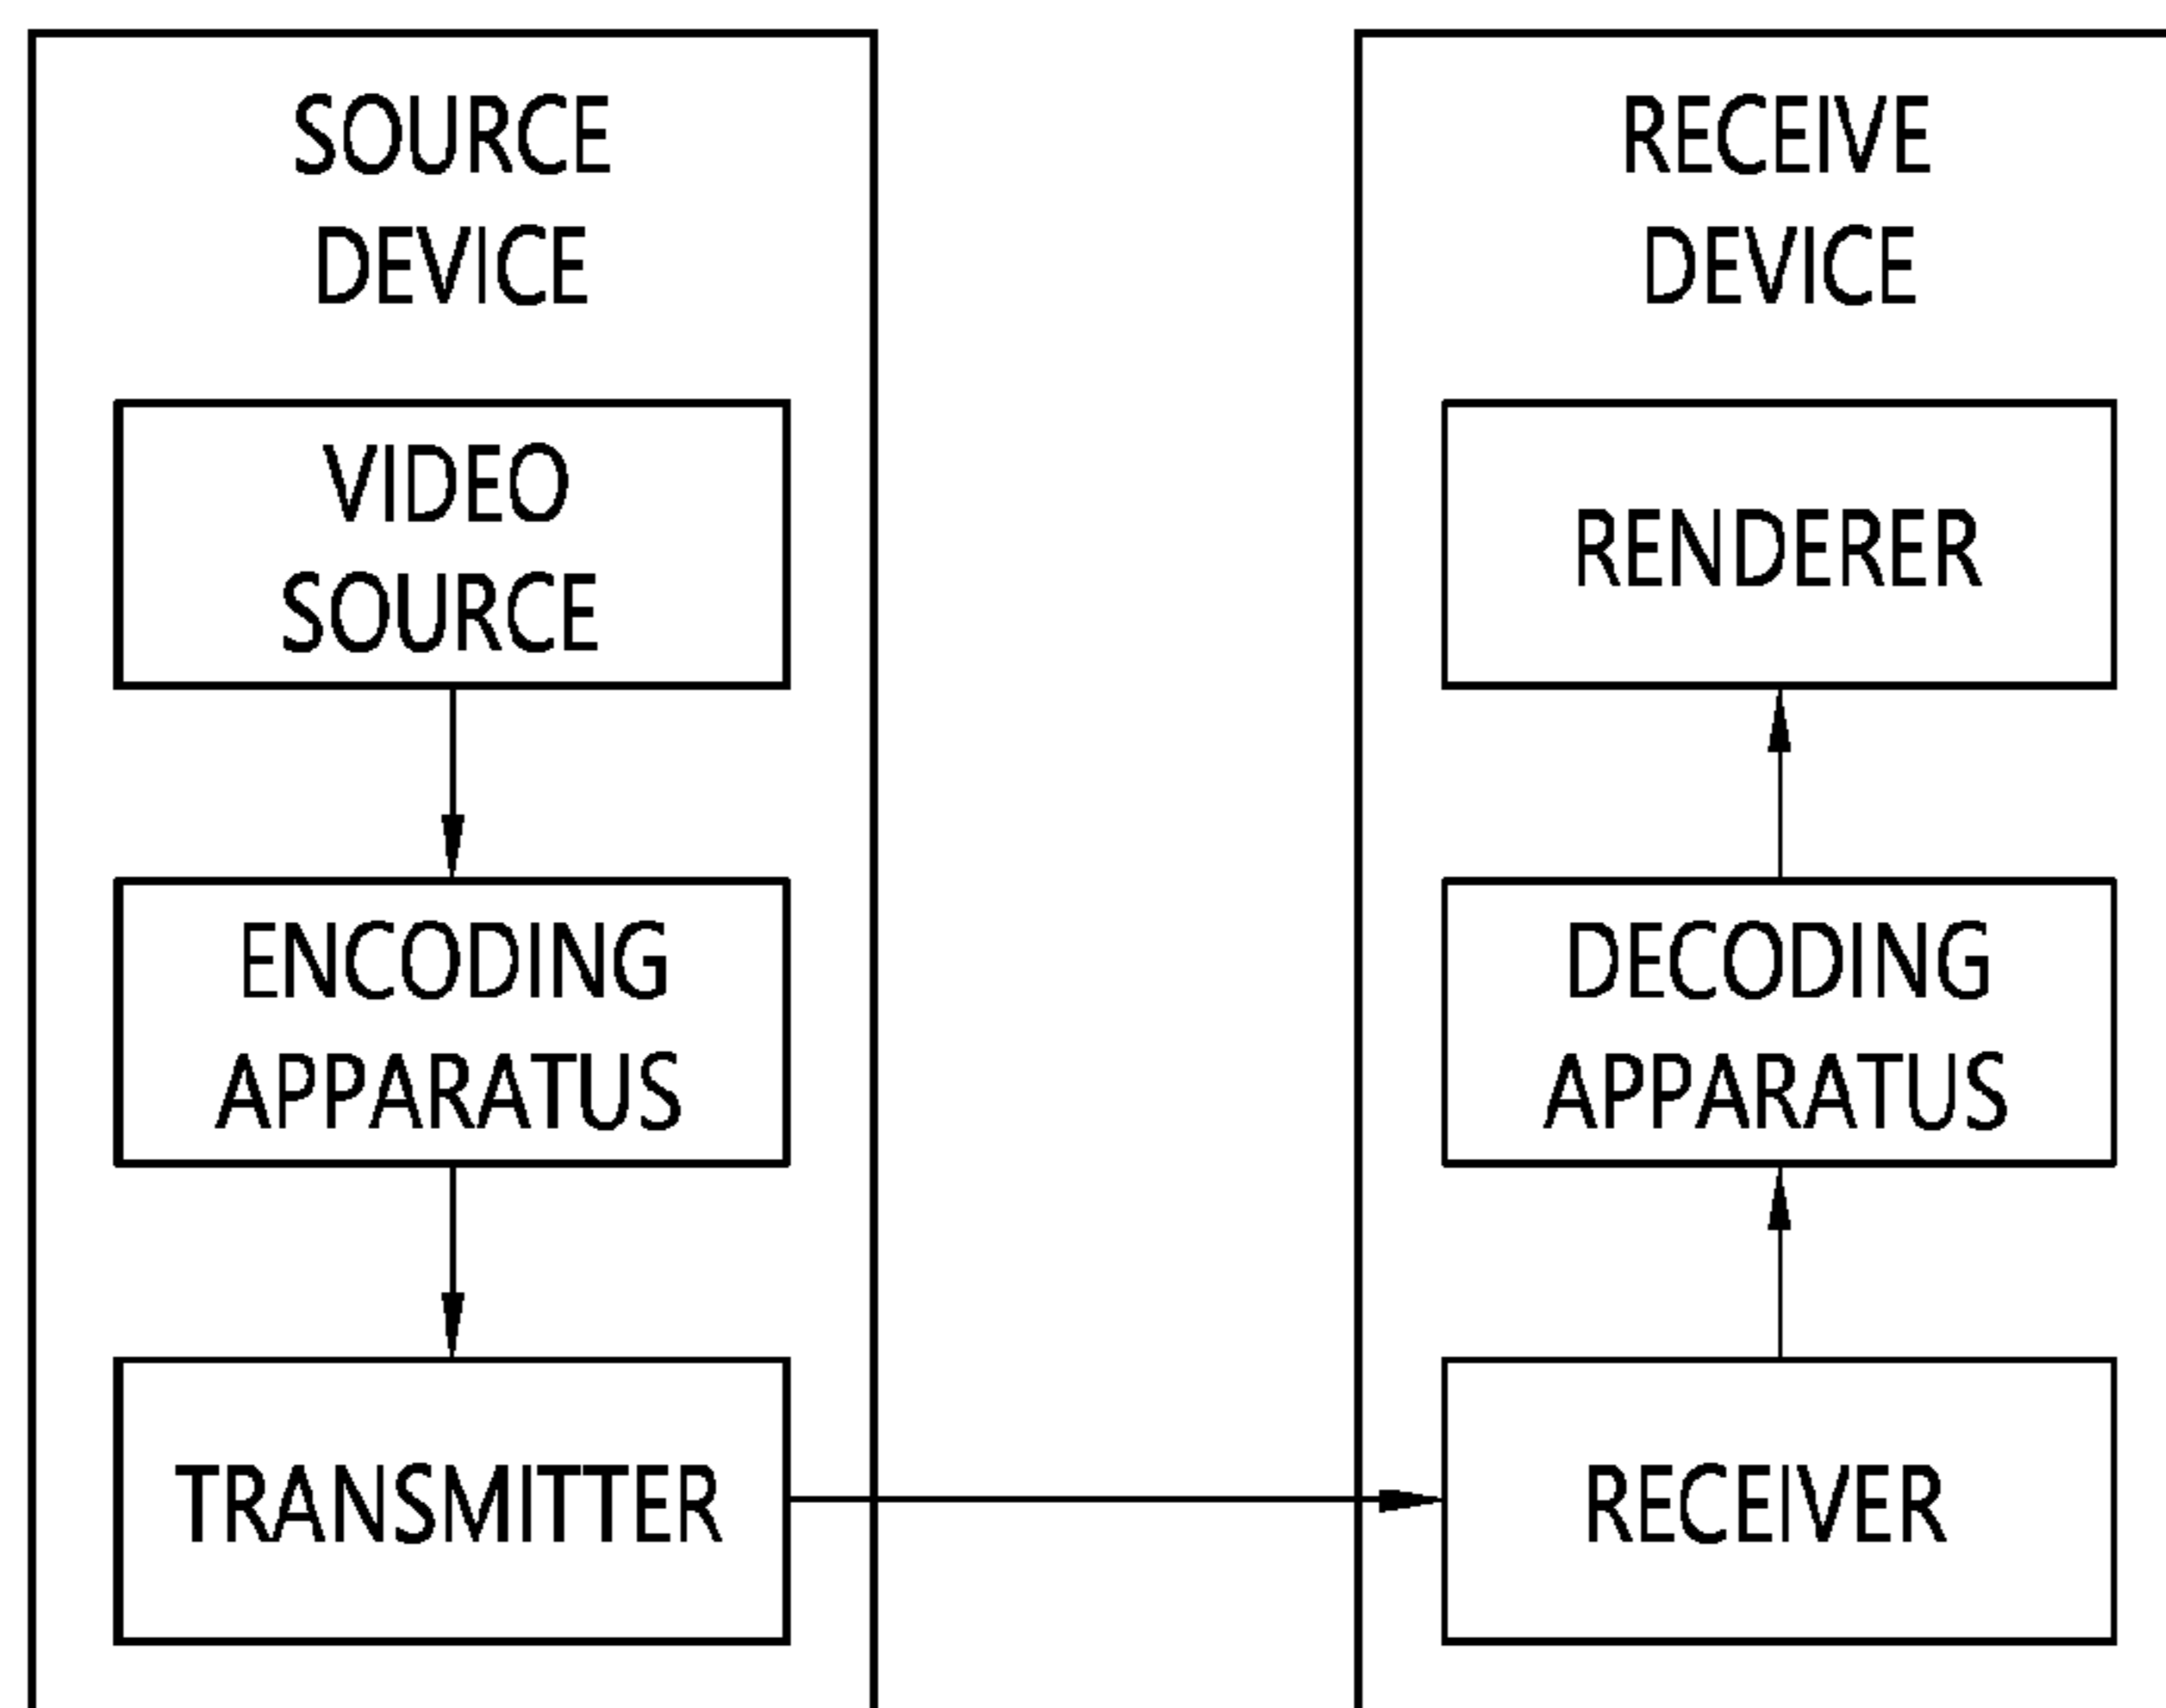 SOURCE
DEVICE
VIDEO
SOURCE
ENCODING
APPARATUS
TRANSMITTER
RECEIVE
DEVICE
RENDERER
DECODING
APPARATUS
RECEIVER